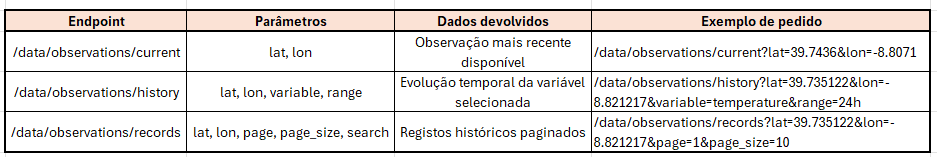 Endpoint Parâmetros Dados devolvidos Exemplo de pedido
/data/observations/current lat, lon Observação mais recente disponível /data/observations/current?lat=39.7436&lon=-8.8071
/data/observations/history lat, lon, variable, range Evolução temporal da variável selecionada /data/observations/history?lat=39.735122&lon=-8.821217&variable=temperature&range=24h
/data/observations/records lat, lon, page, page_size, search Registos históricos paginados /data/observations/records?lat=39.735122&lon=-8.821217&page=1&page_size=10